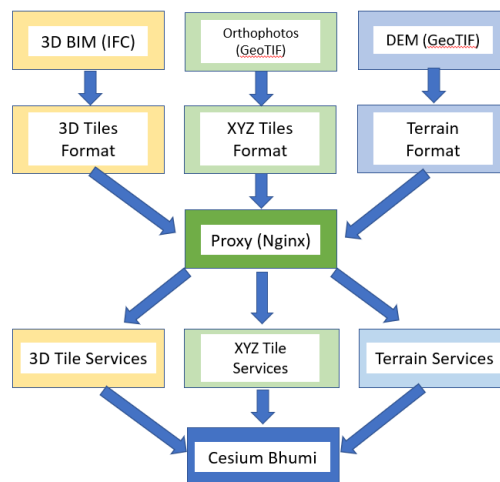 3D BIM (IFC)
Orthophotos
(GeoTIF)
DEM (GeoTIF)
3D Tiles
Format
XYZ Tiles
Format
Terrain
Format
Proxy (Nginx)
3D Tile Services
XYZ Tile
Services
Terrain Services
Cesium Bhumi